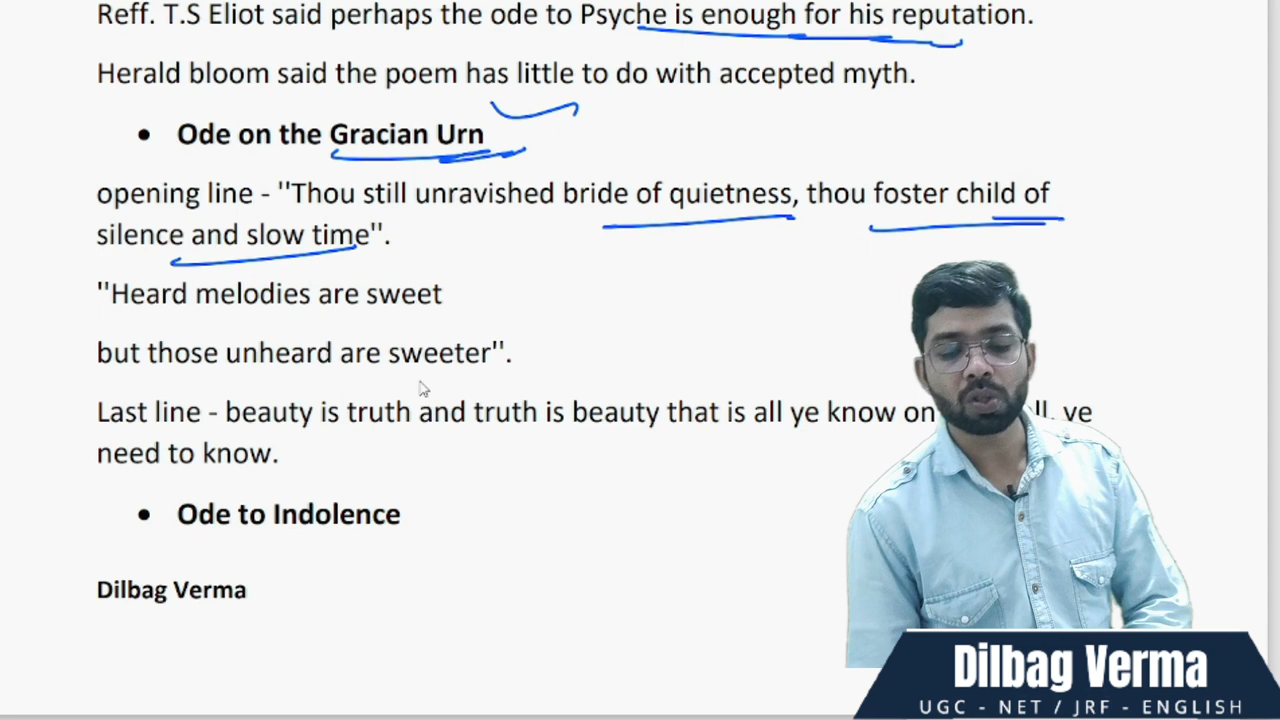 Reff. T.S Eliot said perhaps the ode to Psyche is enough for his reputation.
Herald bloom said the poem has little to do with accepted myth.
• Ode on the Gracian Urn
opening line - ''Thou still unravished bride of quietness, thou foster child of
silence and slow time''.
''Heard melodies are sweet
but those unheard are sweeter''.
Last line - beauty is truth and truth is beauty that is all ye know on ye
need to know.
• Ode to Indolence
Dilbag Verma
Dilbag Verma
UGC - NET / JRF - ENGLISH